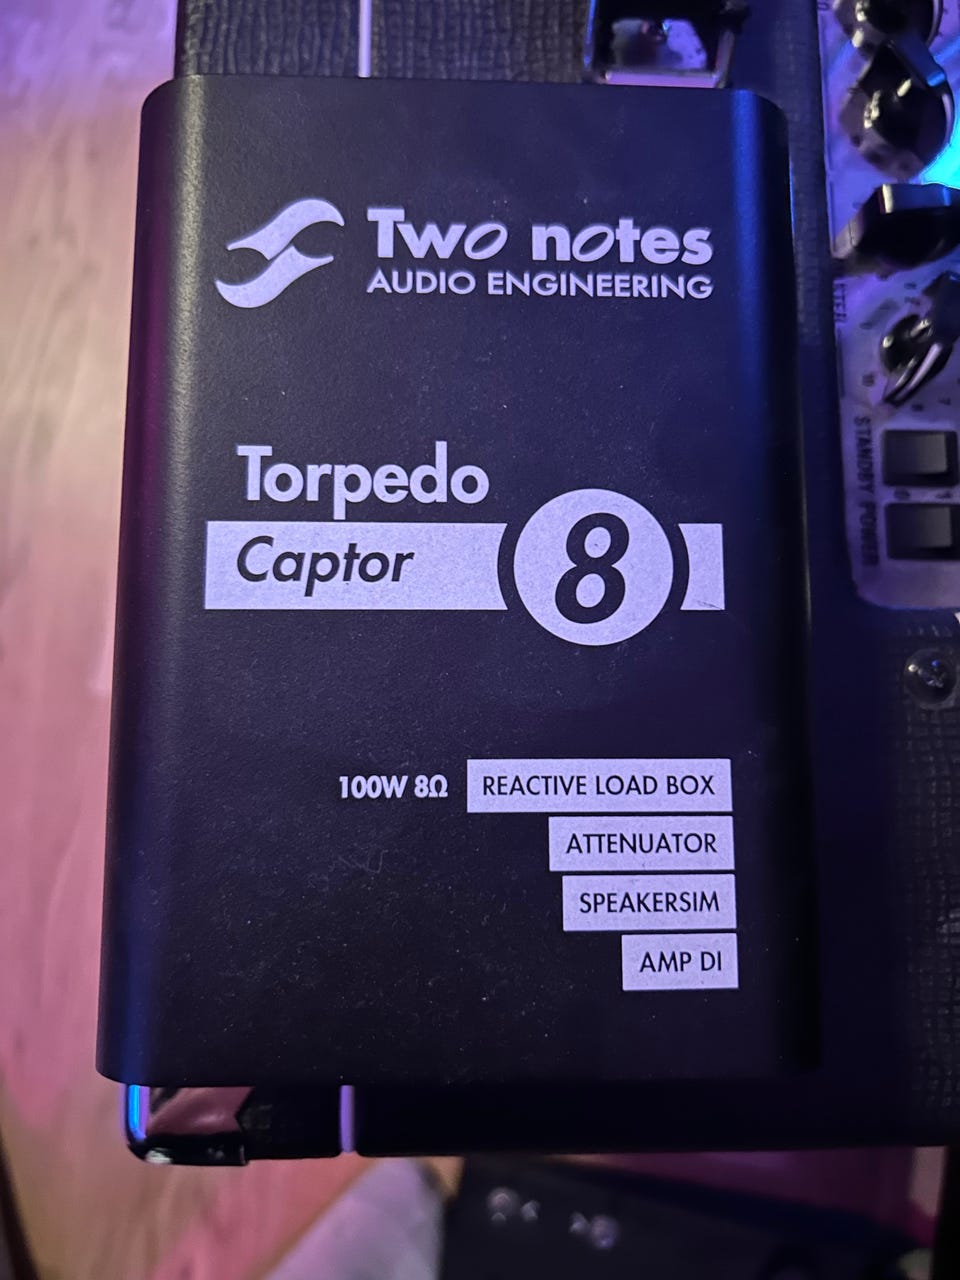 Two notes
AUDIO ENGINEERING
Torpedo
Captor 8
100W 8Ω REACTIVE LOAD BOX
ATTENUATOR
SPEAKERSIM
AMP DI
STANDBY POWER